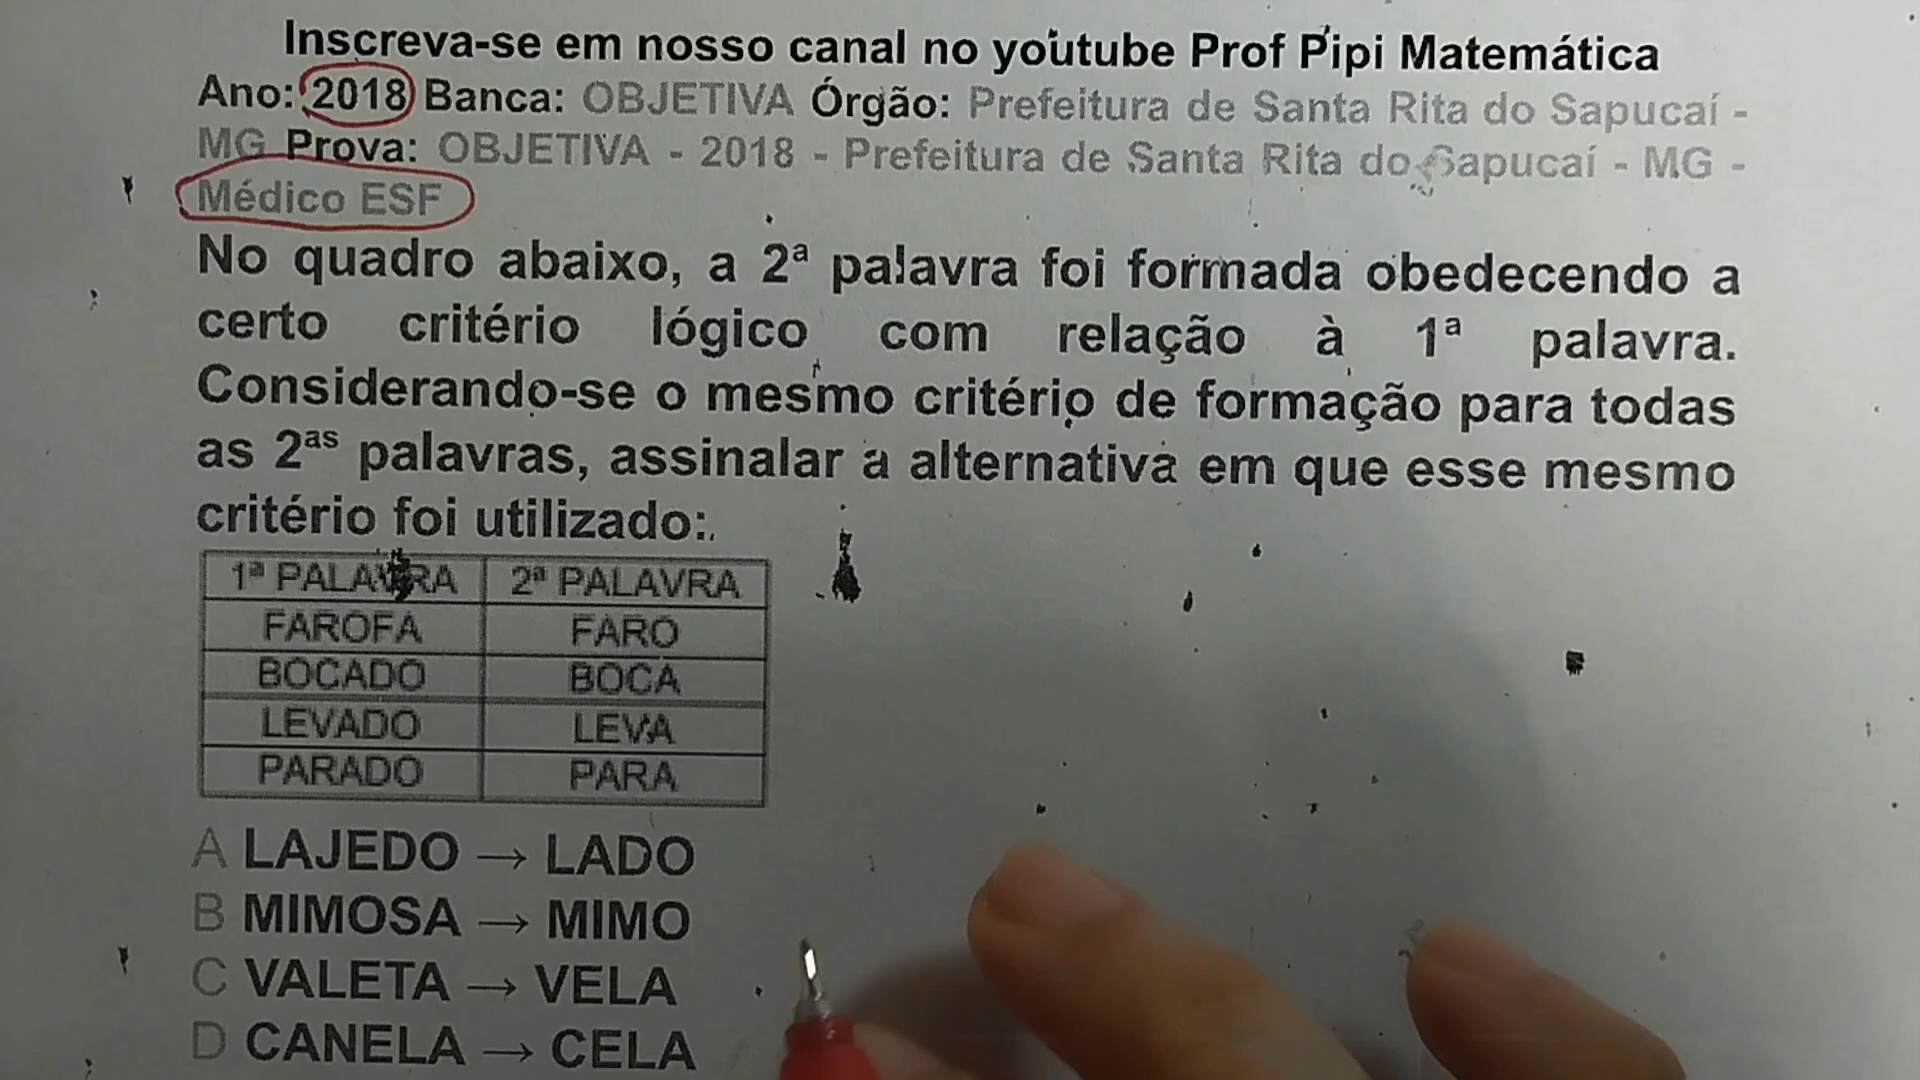 Inscreva-se em nosso canal no youtube Prof Pipi Matemática
Ano: 2018 Banca: OBJETIVA Órgão: Prefeitura de Santa Rita do Sapucaí -
MG Prova: OBJETIVA - 2018 - Prefeitura de Santa Rita do Sapucaí - MG -
Médico ESF
No quadro abaixo, a 2ª palavra foi formada obedecendo a
certo critério lógico com relação à 1ª palavra.
Considerando-se o mesmo critério de formação para todas
as 2as palavras, assinalar a alternativa em que esse mesmo
critério foi utilizado:
1ª PALAVRA 2ª PALAVRA
FAROFA FARO
BOCADO BOCA
LEVADO LEVA
PARADO PARA
A LAJEDO → LADO
B MIMOSA → MIMO
C VALETA → VELA
D CANELA → CELA